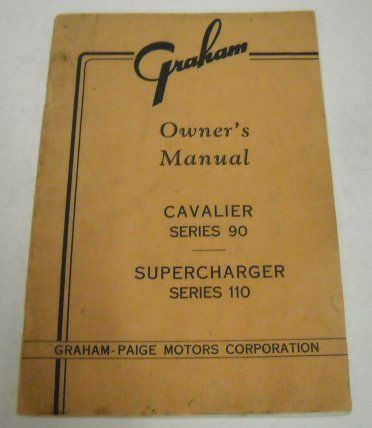 Graham
Owner's
Manual
CAVALIER
SERIES 90
SUPERCHARGER
SERIES 110
GRAHAM-PAIGE MOTORS CORPORATION